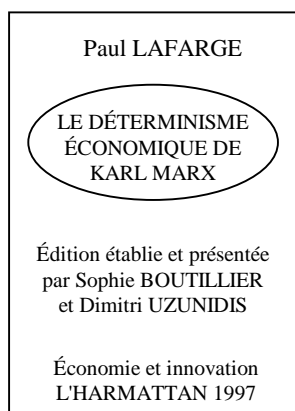 Paul LAFARGE
LE DÉTERMINISME
ÉCONOMIQUE DE
KARL MARX
Édition établie et présentée
par Sophie BOUTILLIER
et Dimitri UZUNIDIS
Économie et innovation
L'HARMATTAN 1997